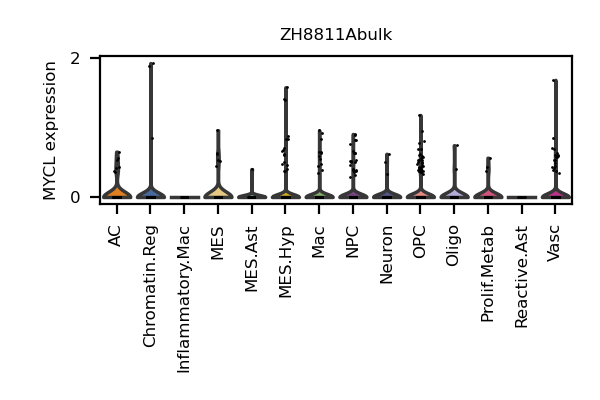 ZH8811Abulk
MYCL expression
2
0
AC
Chromatin.Reg
Inflammatory.Mac
MES
MES.Ast
MES.Hyp
Mac
NPC
Neuron
OPC
Oligo
Prolif.Metab
Reactive.Ast
Vasc